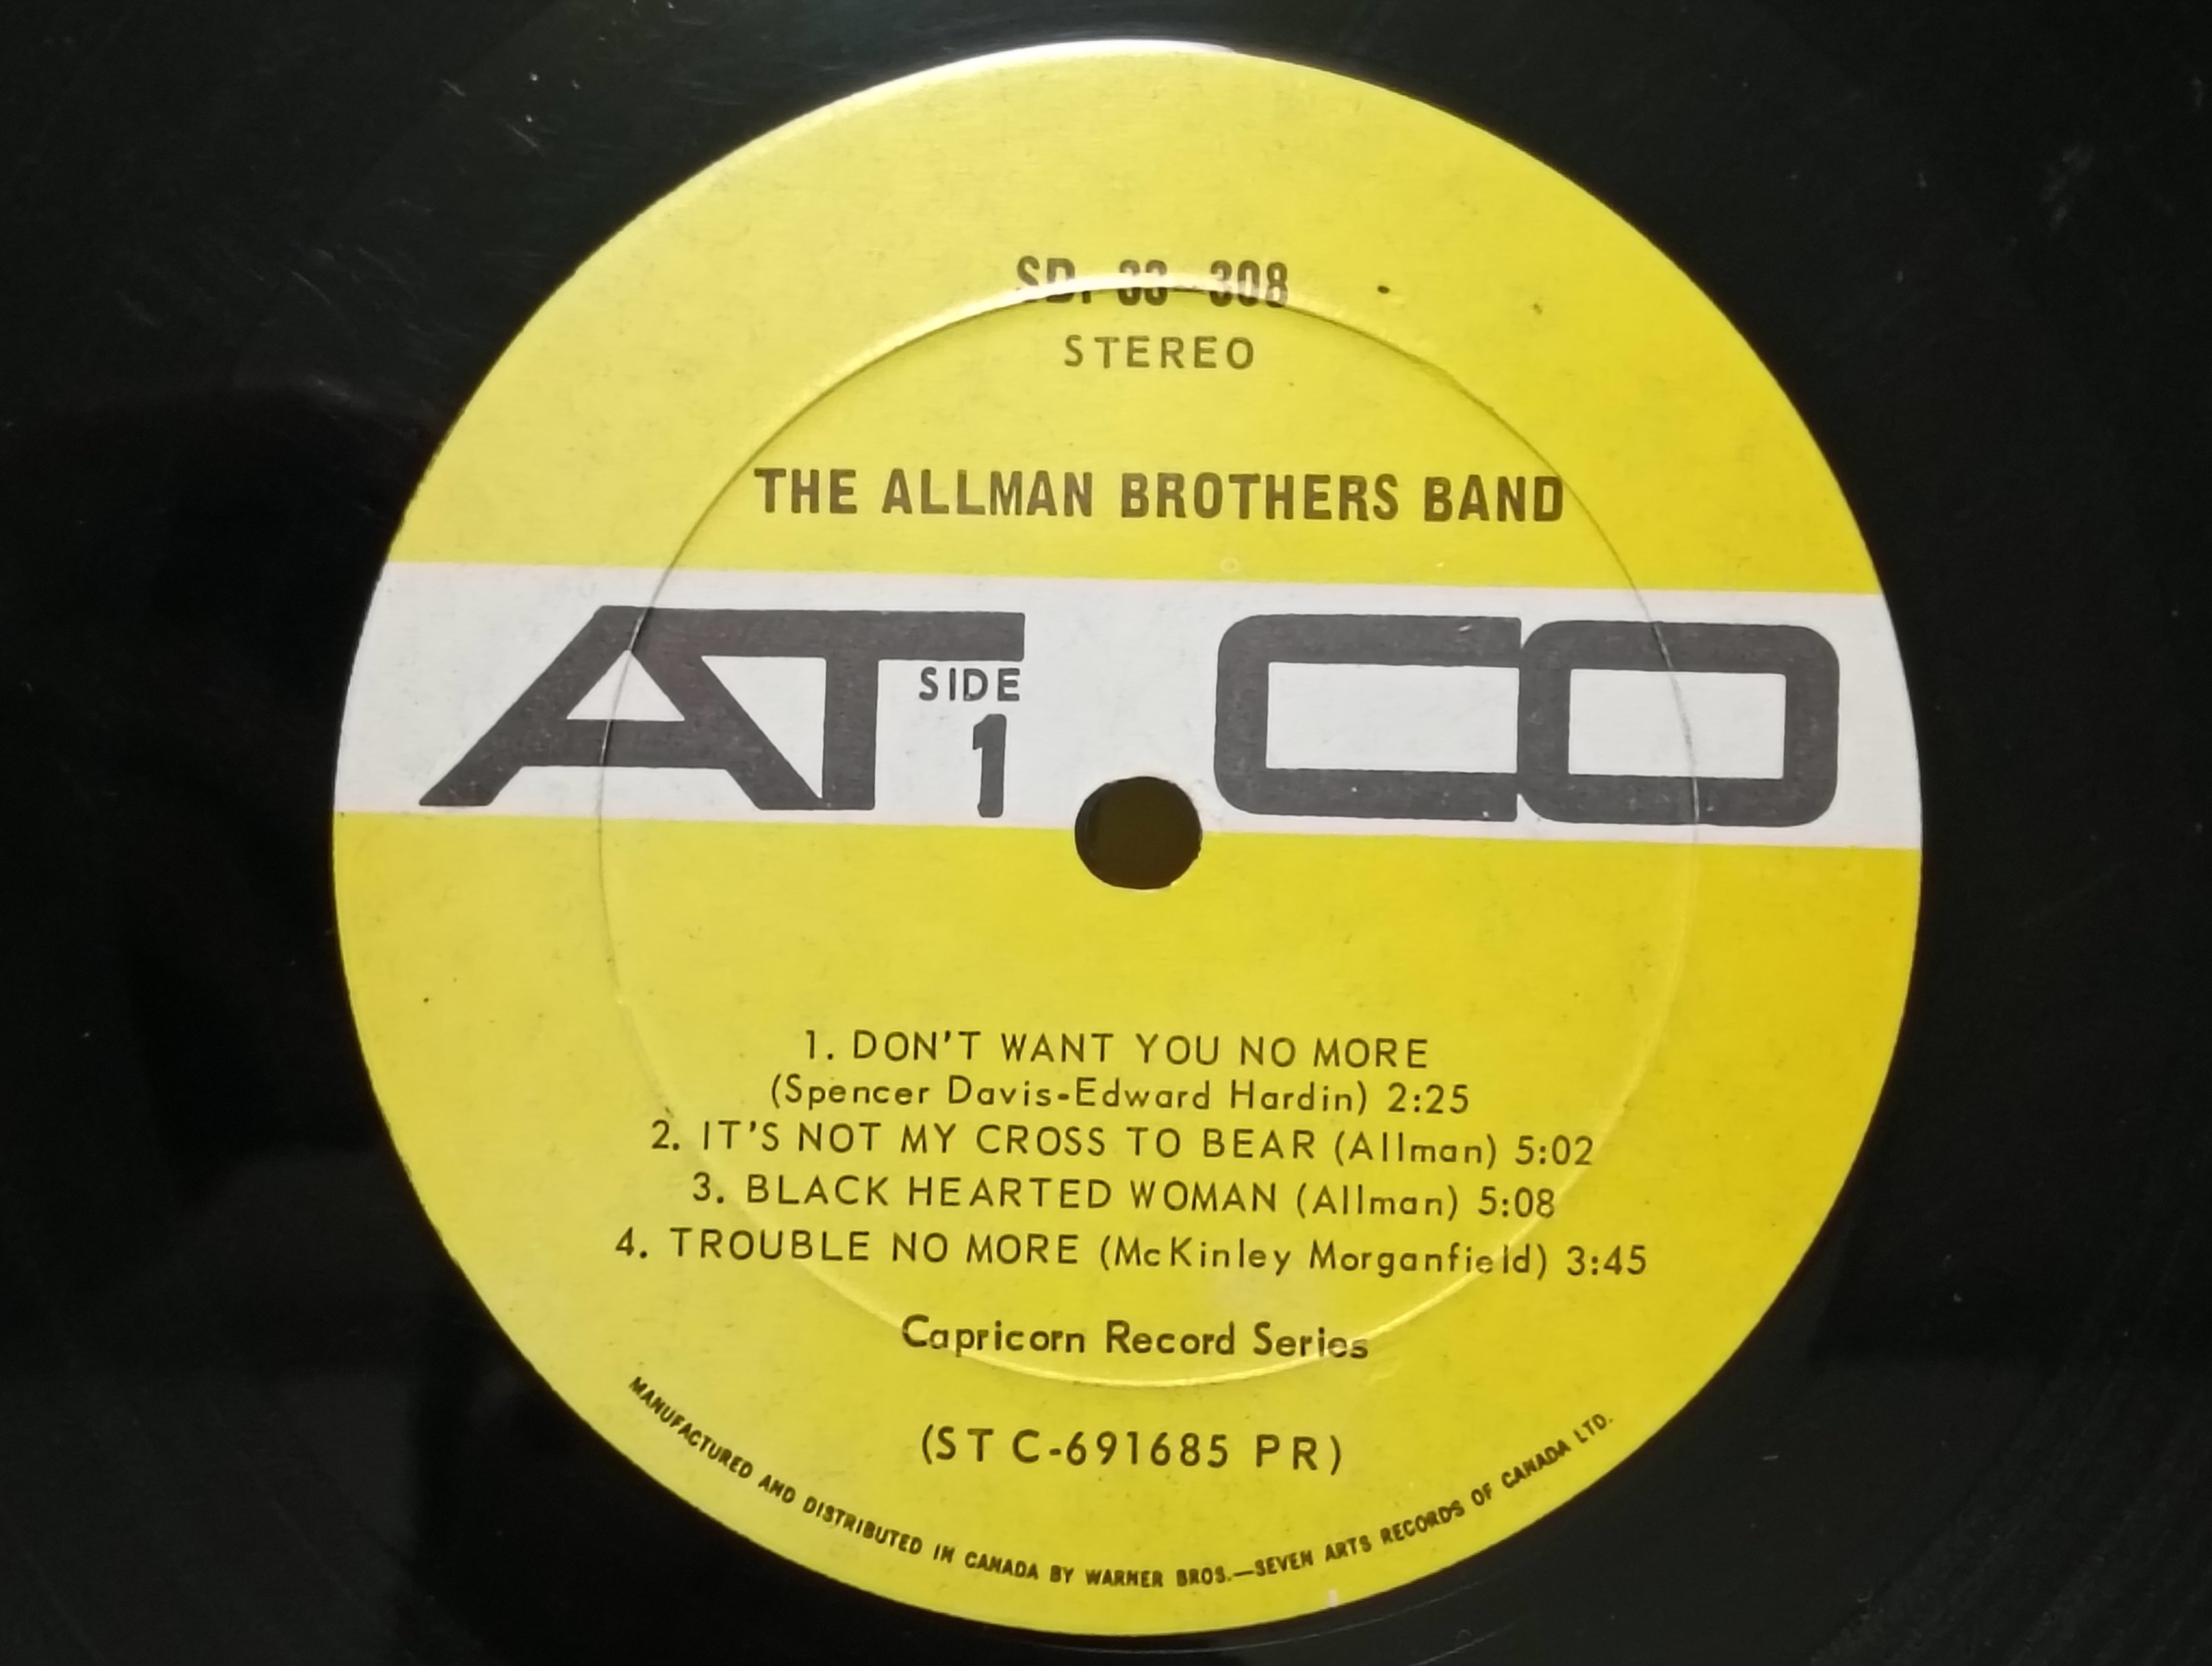 SD. 33-308
STEREO
THE ALLMAN BROTHERS BAND
ATCO
SIDE
1
1. DON'T WANT YOU NO MORE
(Spencer Davis-Edward Hardin) 2:25
2. IT'S NOT MY CROSS TO BEAR (Allman) 5:02
3. BLACK HEARTED WOMAN (Allman) 5:08
4. TROUBLE NO MORE (McKinley Morganfield) 3:45
Capricorn Record Series
(ST C-691685 PR)
MANUFACTURED AND DISTRIBUTED IN CANADA BY WARNER BROS.—SEVEN ARTS RECORDS OF CANADA LTD.